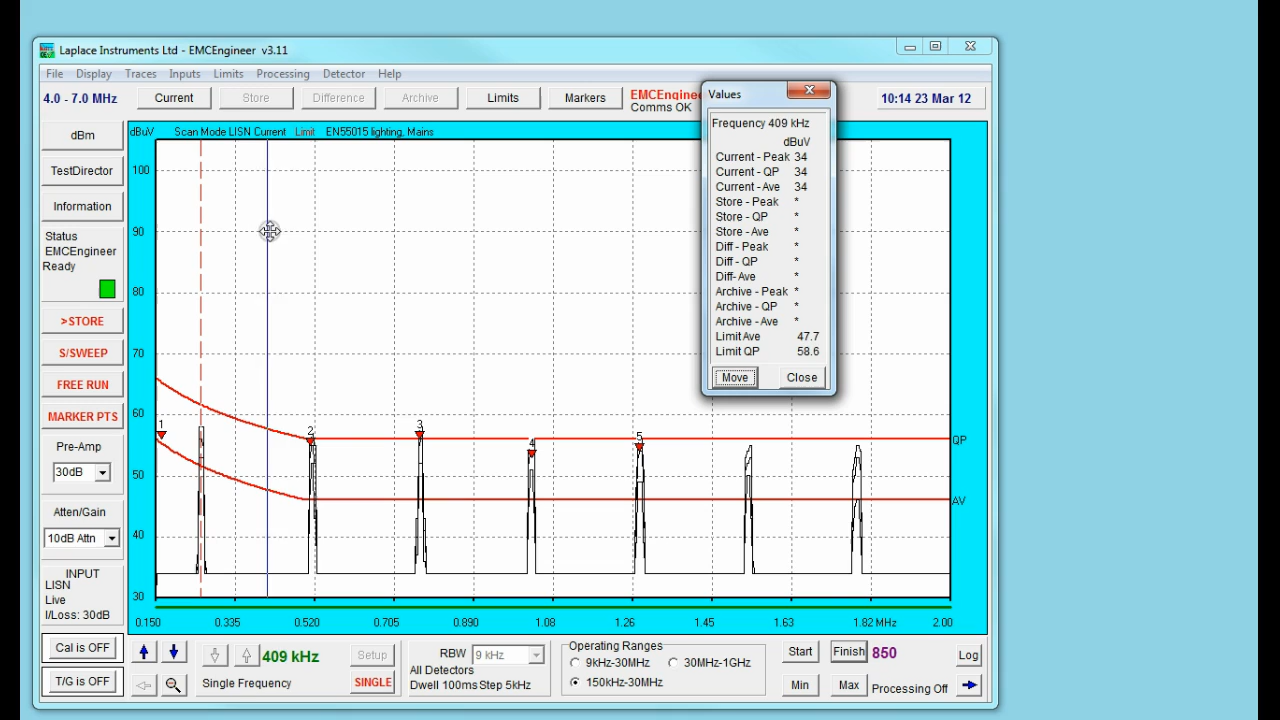 Laplace Instruments Ltd - EMCEngineer v3.11
File Display Traces Inputs Limits Processing Detector Help
4.0 - 7.0 MHz Current Store Difference Archive Limits Markers EMCEngine
Comms OK
10:14 23 Mar 12
dBuV Scan Mode LISN Current Limit EN55015 lighting, Mains
dBm
TestDirector
Information
Status
EMCEngineer
Ready
>STORE
S/SWEEP
FREE RUN
MARKER PTS
Pre-Amp
30dB
Atten/Gain
10dB Attn
INPUT
LISN
Live
I/Loss: 30dB
Cal is OFF
T/G is OFF
100
90
80
70
60
50
40
30
1
2
3
4
5
QP
AV
0.150 0.335 0.520 0.705 0.890 1.08 1.26 1.45 1.63 1.82 MHz 2.00
Values
Frequency 409 kHz
dBuV
Current - Peak 34
Current - QP 34
Current - Ave 34
Store - Peak *
Store - QP *
Store - Ave *
Diff - Peak *
Diff - QP *
Diff- Ave *
Archive - Peak *
Archive - QP *
Archive - Ave *
Limit Ave 47.7
Limit QP 58.6
Move Close
409 kHz Setup
Single Frequency SINGLE
RBW 9 kHz
All Detectors
Dwell 100ms Step 5kHz
Operating Ranges
9kHz-30MHz 30MHz-1GHz
150kHz-30MHz
Start Finish 850 Log
Min Max Processing Off